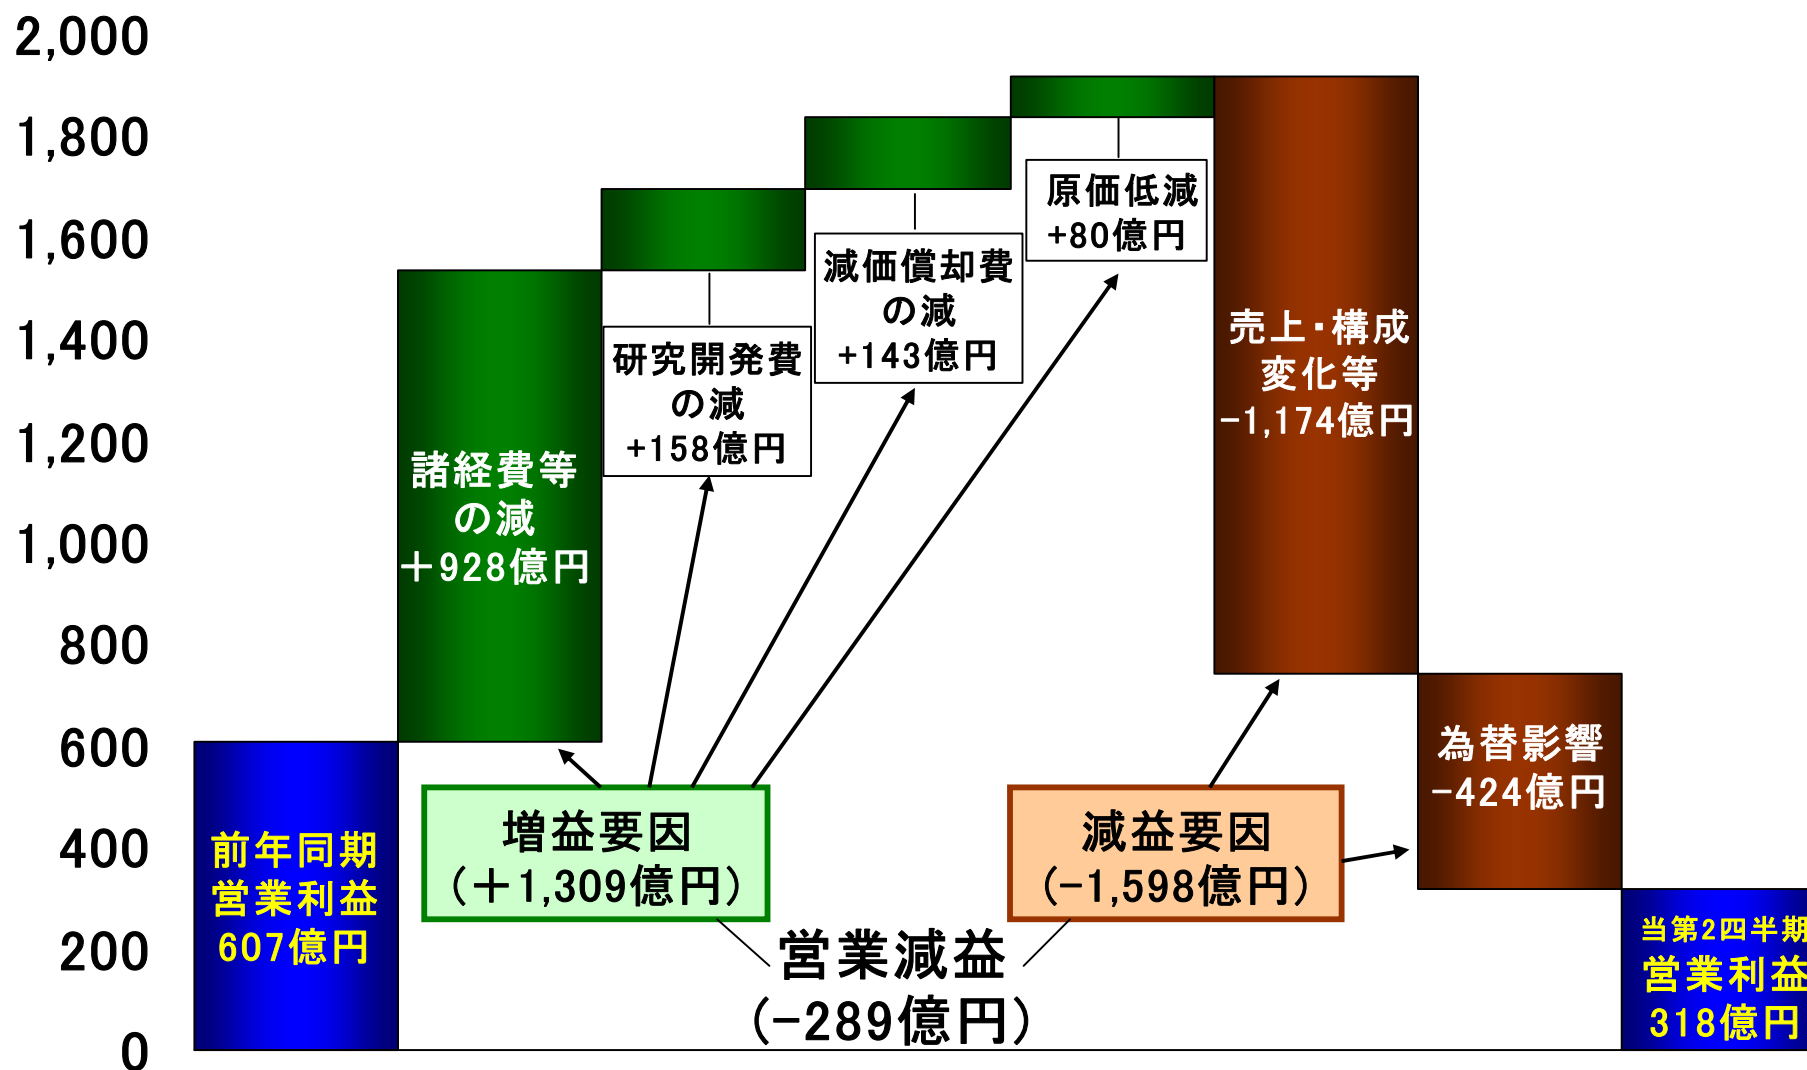 2,000
1,800
1,600
1,400
1,200
1,000
800
600
400
200
0
前年同期
営業利益
607億円
諸経費等
の減
＋928億円
研究開発費
の減
+158億円
減価償却費
の減
+143億円
原価低減
+80億円
売上・構成
変化等
-1,174億円
為替影響
-424億円
当第2四半期
営業利益
318億円
増益要因
(＋1,309億円)
減益要因
(-1,598億円)
営業減益
(-289億円)